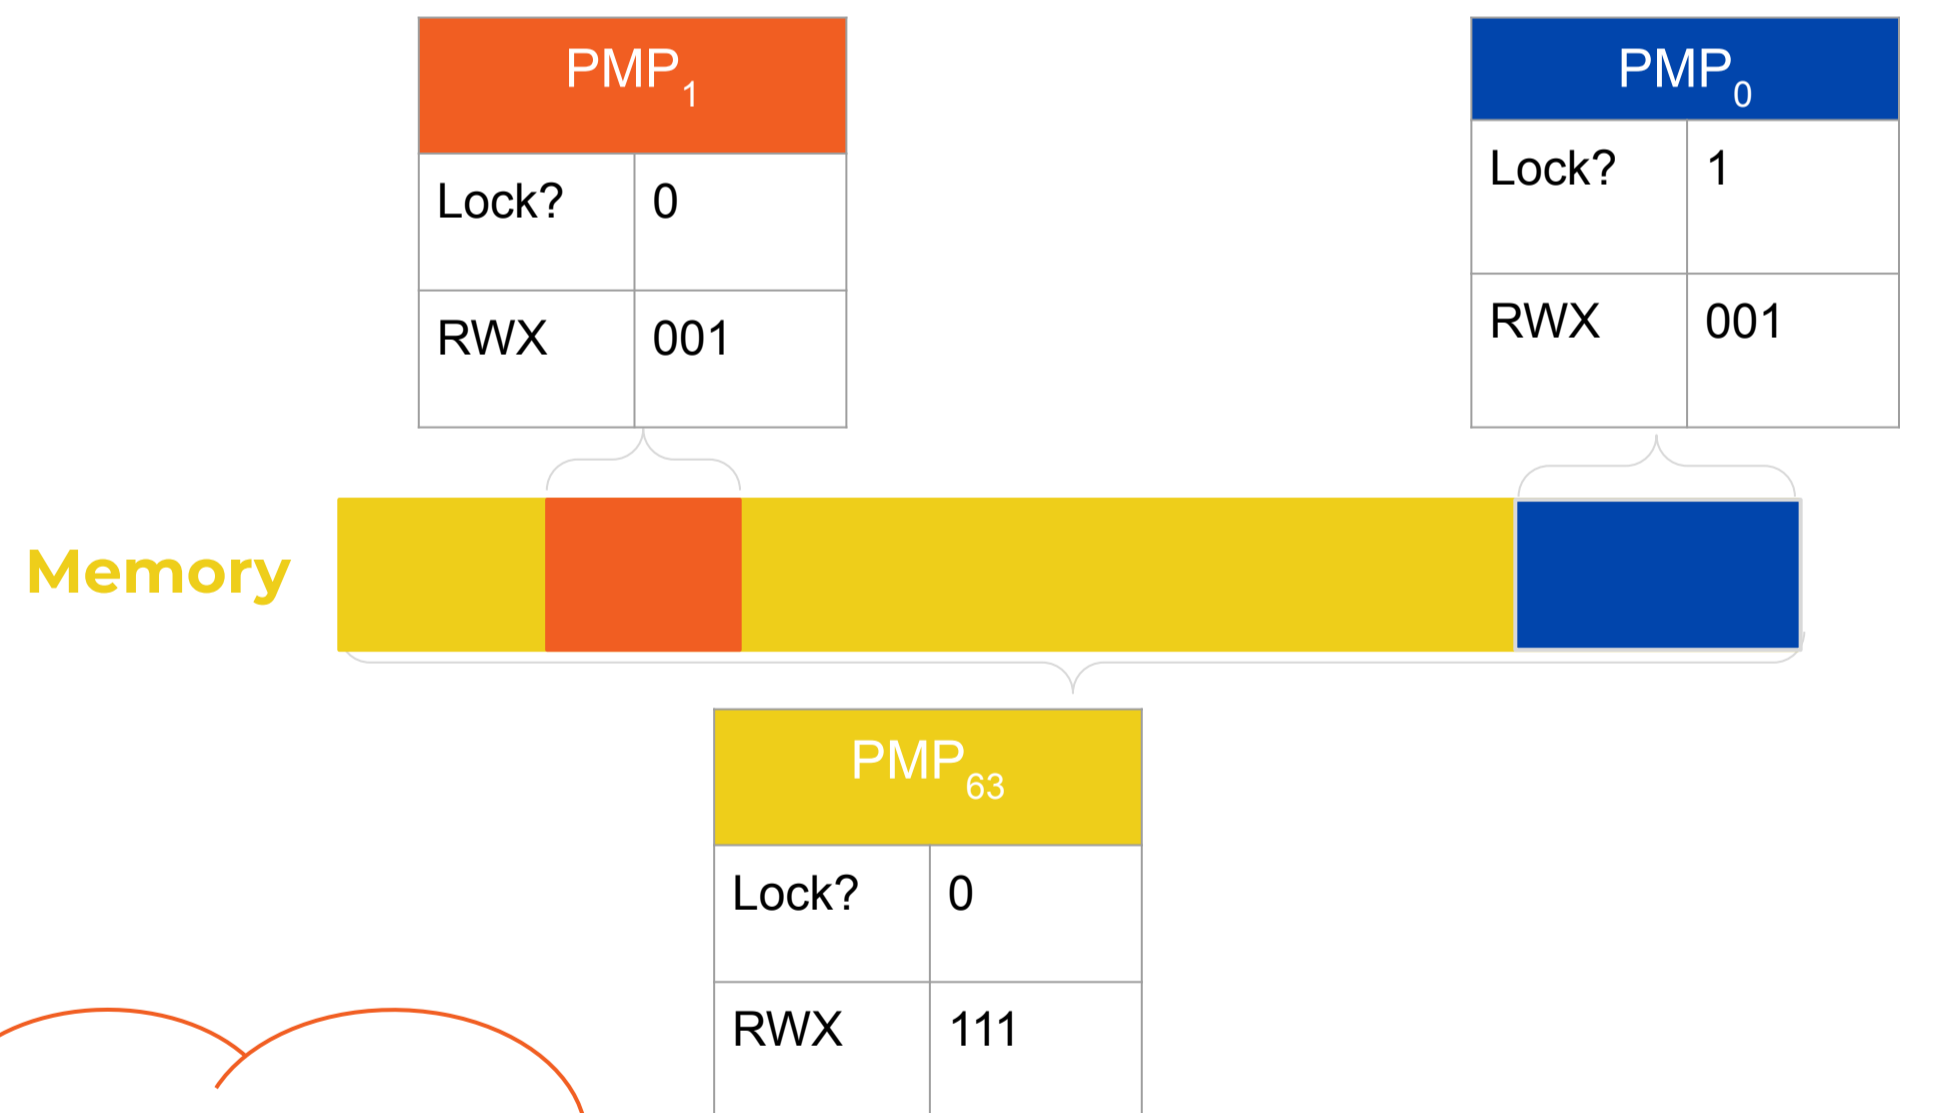 PMP1
Lock? 0
RWX 001
PMP0
Lock? 1
RWX 001
Memory
PMP63
Lock? 0
RWX 111